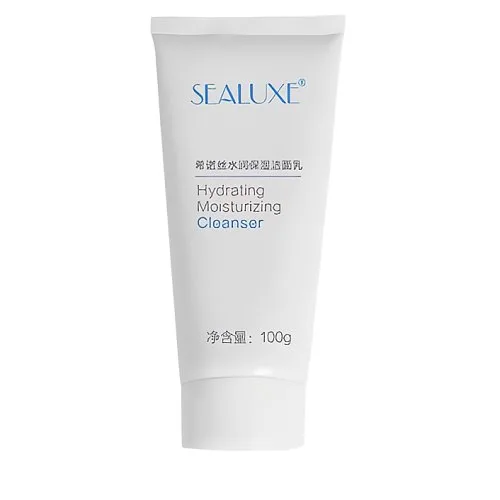 SEALUXE®
希诺丝水润保湿洁面乳
Hydrating
Moisturizing
Cleanser
净含量：100g